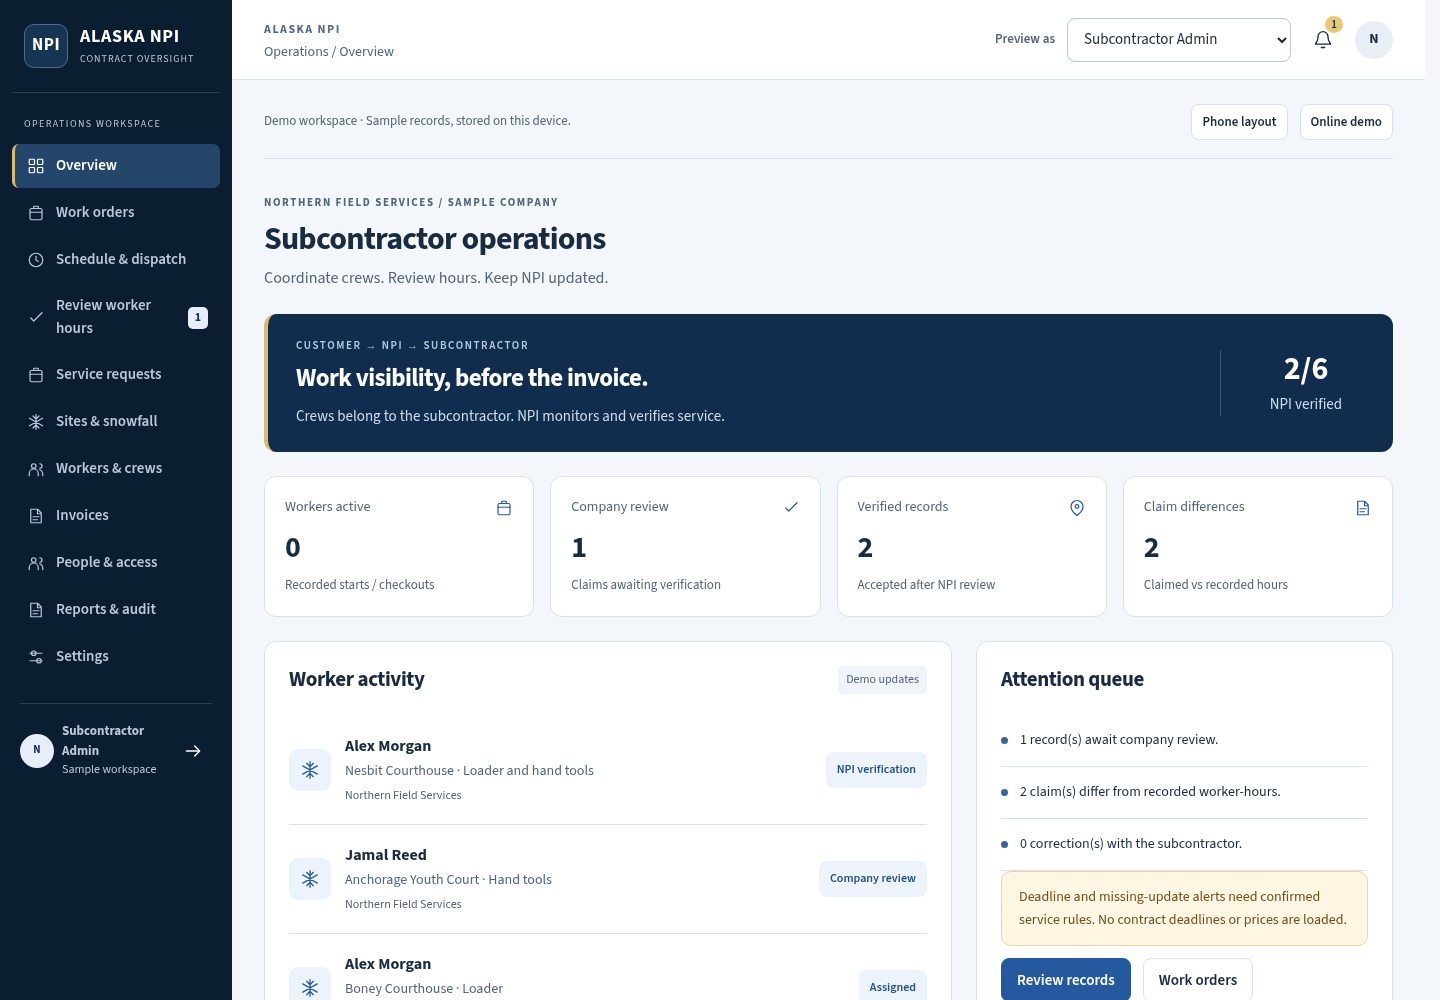 NPI
ALASKA NPI
CONTRACT OVERSIGHT
OPERATIONS WORKSPACE
Overview
Work orders
Schedule & dispatch
Review worker
hours
1
Service requests
Sites & snowfall
Workers & crews
Invoices
People & access
Reports & audit
Settings
N
Subcontractor
Admin
Sample workspace
ALASKA NPI
Operations / Overview
Preview as
Subcontractor Admin
1
N
Demo workspace · Sample records, stored on this device.
Phone layout
Online demo
NORTHERN FIELD SERVICES / SAMPLE COMPANY
Subcontractor operations
Coordinate crews. Review hours. Keep NPI updated.
CUSTOMER → NPI → SUBCONTRACTOR
Work visibility, before the invoice.
Crews belong to the subcontractor. NPI monitors and verifies service.
2/6
NPI verified
Workers active
0
Recorded starts / checkouts
Company review
1
Claims awaiting verification
Verified records
2
Accepted after NPI review
Claim differences
2
Claimed vs recorded hours
Worker activity
Demo updates
Alex Morgan
Nesbit Courthouse · Loader and hand tools
Northern Field Services
NPI verification
Jamal Reed
Anchorage Youth Court · Hand tools
Northern Field Services
Company review
Alex Morgan
Boney Courthouse · Loader
Assigned
Attention queue
1 record(s) await company review.
2 claim(s) differ from recorded worker-hours.
0 correction(s) with the subcontractor.
Deadline and missing-update alerts need confirmed
service rules. No contract deadlines or prices are loaded.
Review records
Work orders